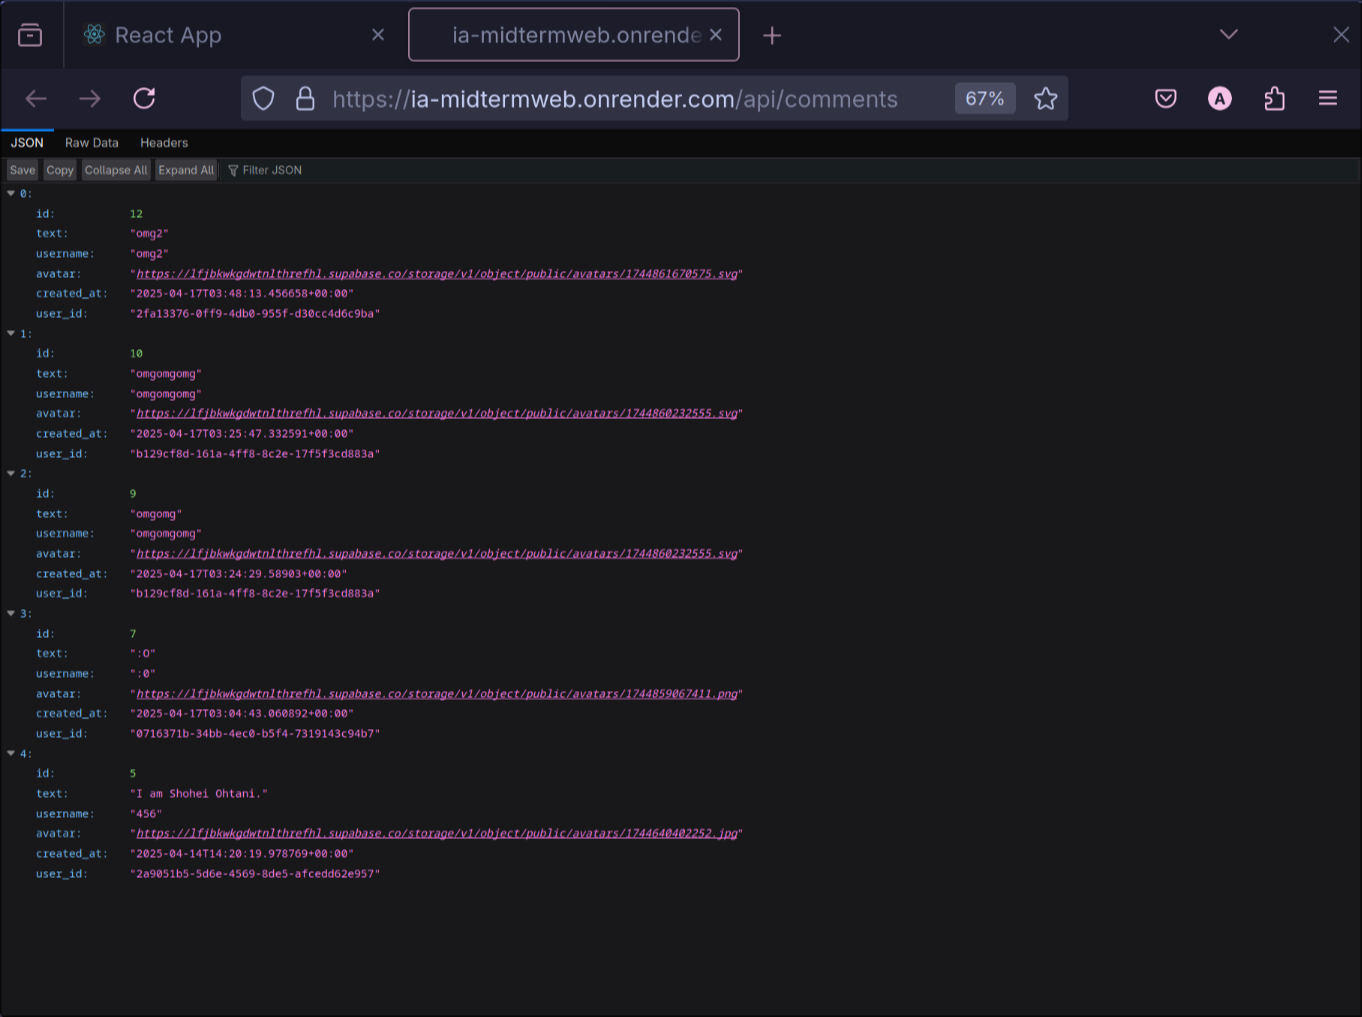 React App
ia-midtermweb.onrende
https://ia-midtermweb.onrender.com/api/comments 67% A
JSON Raw Data Headers
Save Copy Collapse All Expand All Filter JSON
0:
id: 12
text: "omg2"
username: "omg2"
avatar: "https://lfjbkwkgdwtnlthrefhl.supabase.co/storage/v1/object/public/avatars/1744861670575.svg"
created_at: "2025-04-17T03:48:13.456658+00:00"
user_id: "2fa13376-0ff9-4db0-955f-d30cc4d6c9ba"
1:
id: 10
text: "omgomgomg"
username: "omgomgomg"
avatar: "https://lfjbkwkgdwtnlthrefhl.supabase.co/storage/v1/object/public/avatars/1744860232555.svg"
created_at: "2025-04-17T03:25:47.332591+00:00"
user_id: "b129cf8d-161a-4ff8-8c2e-17f5f3cd883a"
2:
id: 9
text: "omgomg"
username: "omgomgomg"
avatar: "https://lfjbkwkgdwtnlthrefhl.supabase.co/storage/v1/object/public/avatars/1744860232555.svg"
created_at: "2025-04-17T03:24:29.58903+00:00"
user_id: "b129cf8d-161a-4ff8-8c2e-17f5f3cd883a"
3:
id: 7
text: ":O"
username: ":0"
avatar: "https://lfjbkwkgdwtnlthrefhl.supabase.co/storage/v1/object/public/avatars/1744859067411.png"
created_at: "2025-04-17T03:04:43.060892+00:00"
user_id: "0716371b-34bb-4ec0-b5f4-7319143c94b7"
4:
id: 5
text: "I am Shohei Ohtani."
username: "456"
avatar: "https://lfjbkwkgdwtnlthrefhl.supabase.co/storage/v1/object/public/avatars/1744640402252.jpg"
created_at: "2025-04-14T14:20:19.978769+00:00"
user_id: "2a9051b5-5d6e-4569-8de5-afcedd62e957"